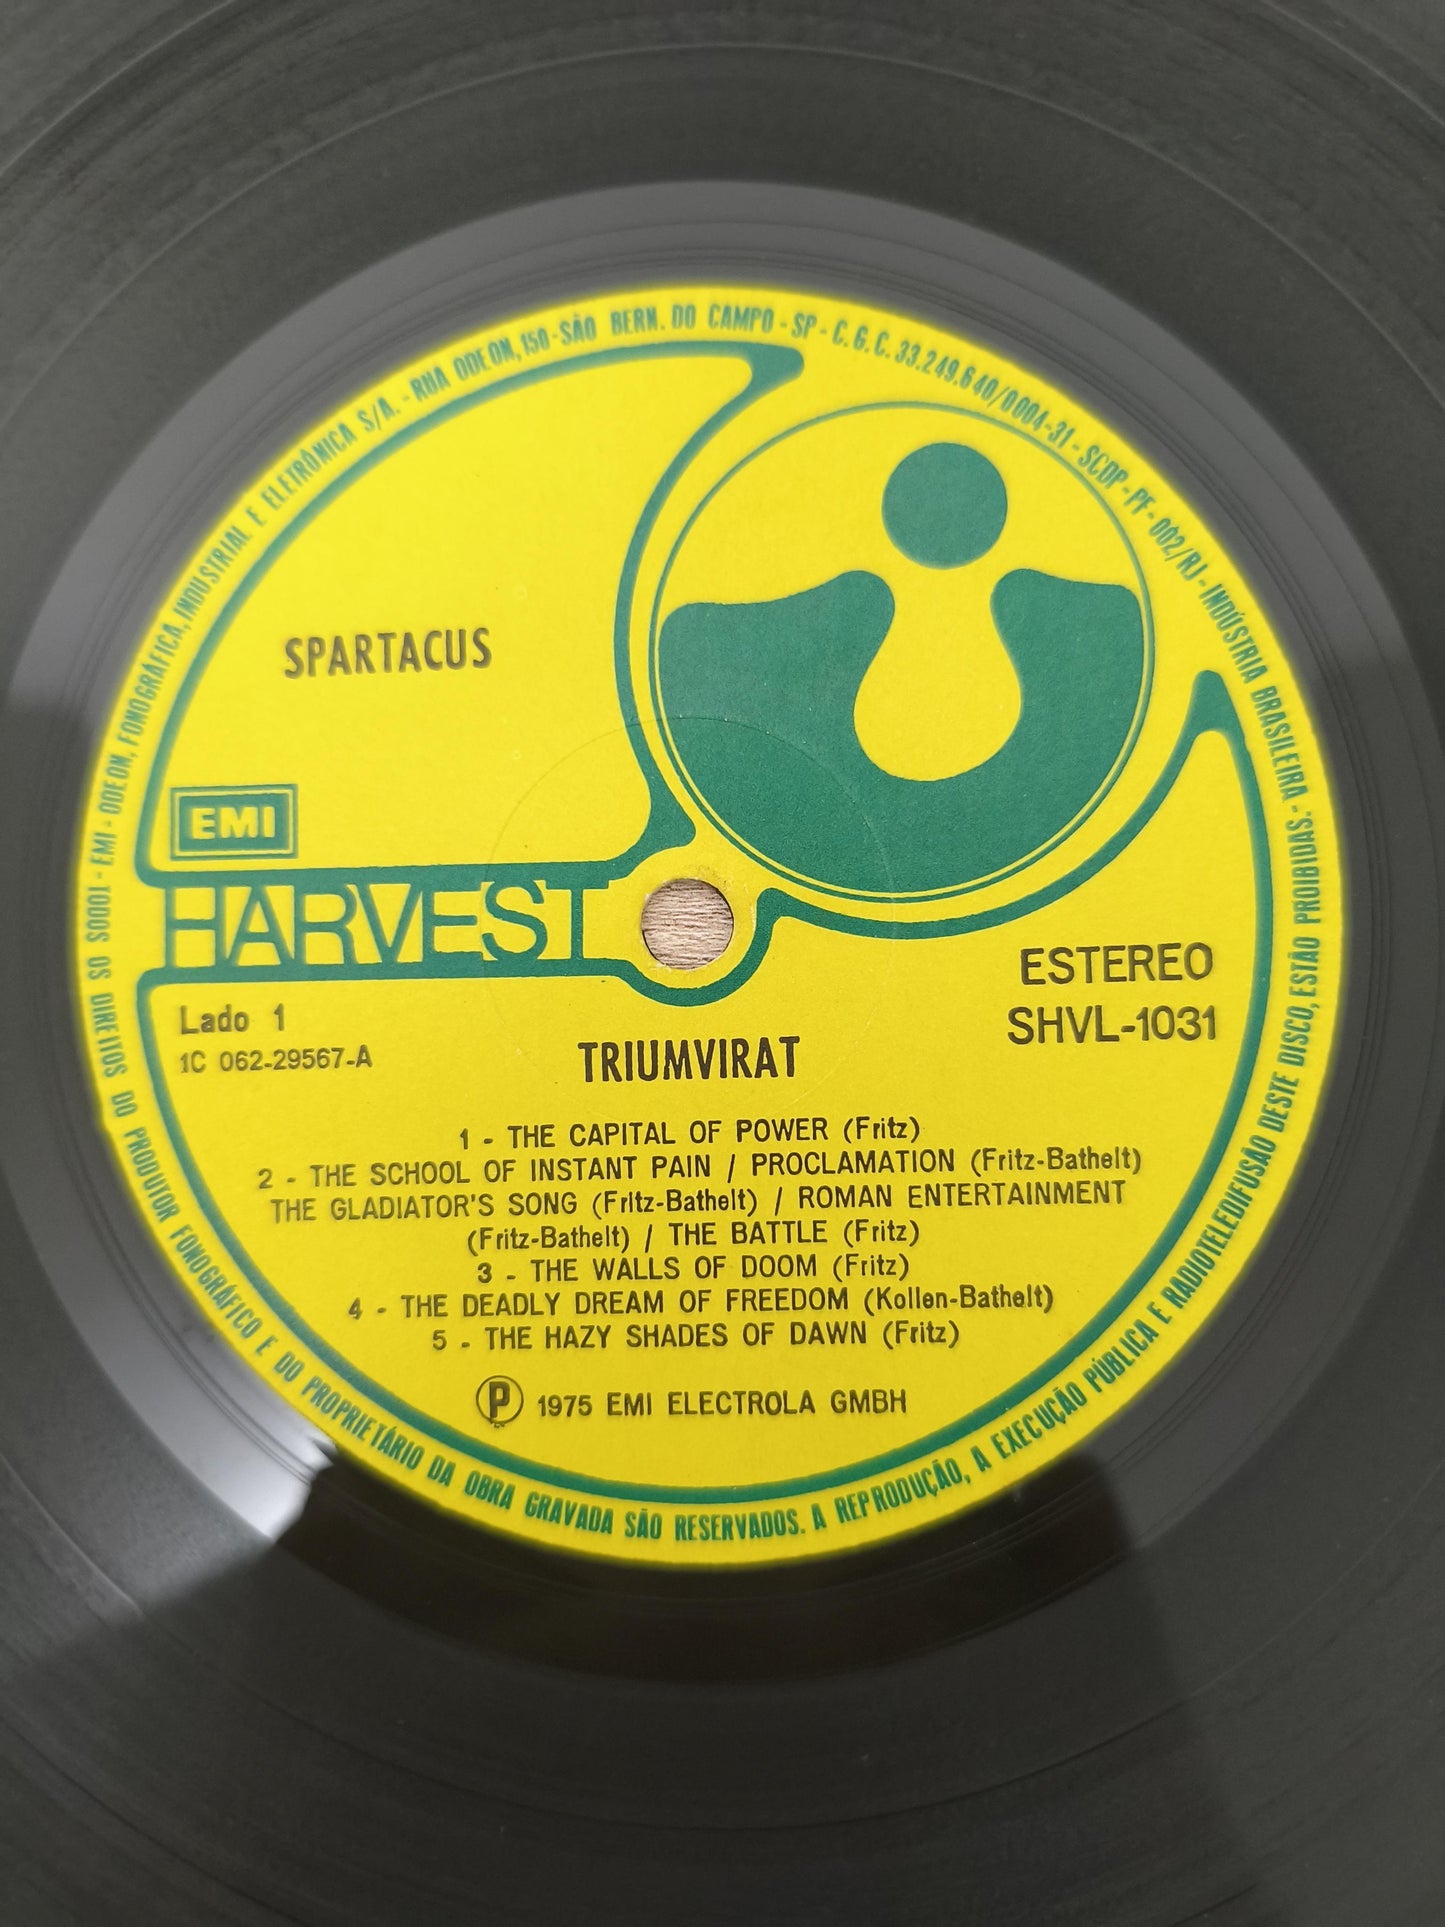 TODOS OS DIREITOS DO PRODUTOR FONOGRÁFICO E DO PROPRIETÁRIO DA OBRA GRAVADA SÃO RESERVADOS. A REPRODUÇÃO, A EXECUÇÃO PÚBLICA E RADIOTELEDIFUSÃO DESTE DISCO, ESTÃO PROIBIDAS. - EMI - ODEON, FONOGRÁFICA, INDUSTRIAL E ELETRÔNICA S/A. - RUA ODEON, 150 - SÃO BERN. DO CAMPO - SP - C.G.C. 33.249.640/0004-31 - SCDP - PF - 002/RJ - INDÚSTRIA BRASILEIRA -
SPARTACUS
EMI
HARVEST
ESTEREO
SHVL-1031
Lado 1
1C 062-29567-A
TRIUMVIRAT
1 - THE CAPITAL OF POWER (Fritz)
2 - THE SCHOOL OF INSTANT PAIN / PROCLAMATION (Fritz-Bathelt)
THE GLADIATOR'S SONG (Fritz-Bathelt) / ROMAN ENTERTAINMENT
(Fritz-Bathelt) / THE BATTLE (Fritz)
3 - THE WALLS OF DOOM (Fritz)
4 - THE DEADLY DREAM OF FREEDOM (Kollen-Bathelt)
5 - THE HAZY SHADES OF DAWN (Fritz)
Ⓟ 1975 EMI ELECTROLA GMBH